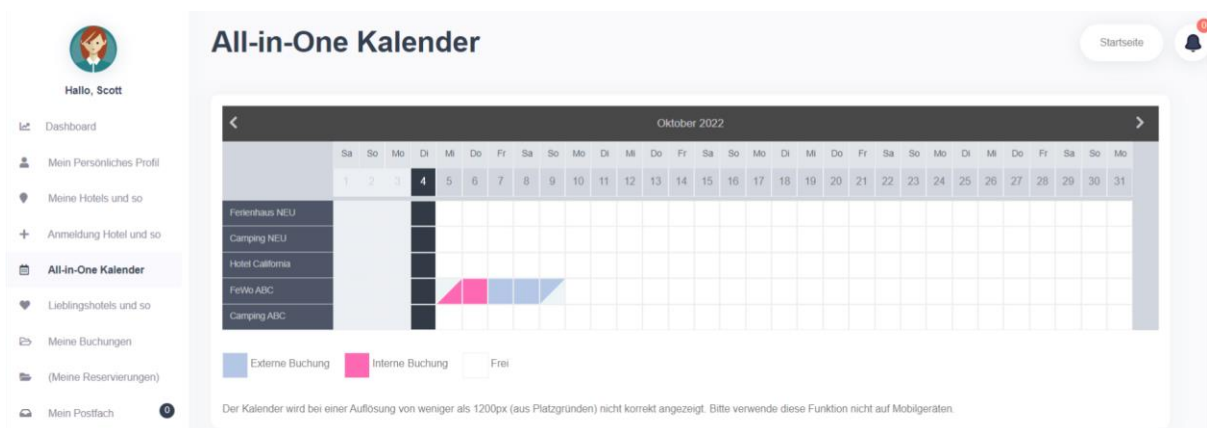 All-in-One Kalender
Startseite
0
Hallo, Scott
Dashboard
Mein Persönliches Profil
Meine Hotels und so
Anmeldung Hotel und so
All-in-One Kalender
Lieblingshotels und so
Meine Buchungen
(Meine Reservierungen)
Mein Postfach 0
Oktober 2022
Sa So Mo Di Mi Do Fr Sa So Mo Di Mi Do Fr Sa So Mo Di Mi Do Fr Sa So Mo Di Mi Do Fr Sa So Mo
1 2 3 4 5 6 7 8 9 10 11 12 13 14 15 16 17 18 19 20 21 22 23 24 25 26 27 28 29 30 31
Ferienhaus NEU
Camping NEU
Hotel California
FeWo ABC
Camping ABC
Externe Buchung Interne Buchung Frei
Der Kalender wird bei einer Auflösung von weniger als 1200px (aus Platzgründen) nicht korrekt angezeigt. Bitte verwende diese Funktion nicht auf Mobilgeräten.